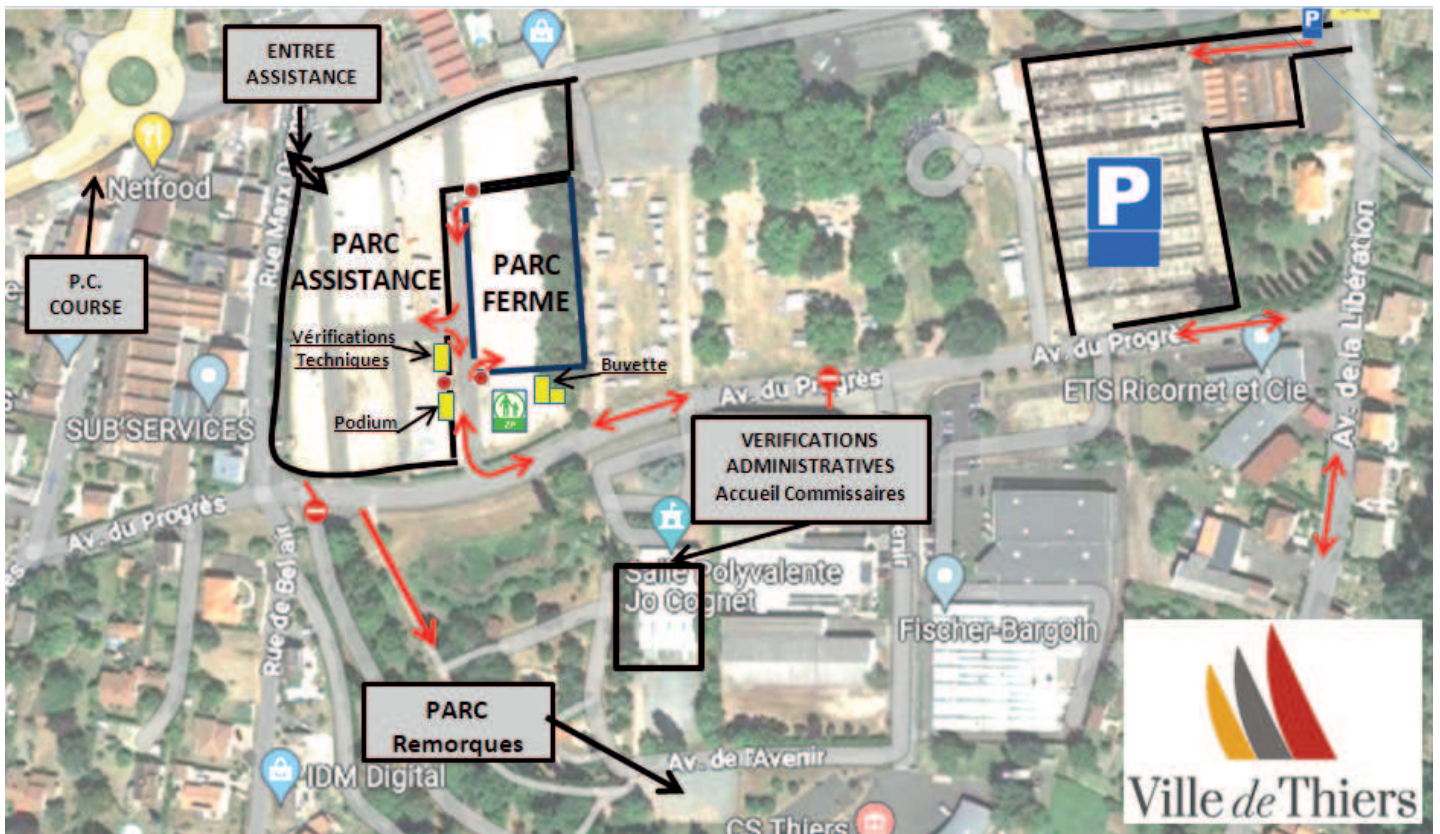 ENTREE
ASSISTANCE
P
Netfood
P.C.
COURSE
PARC
ASSISTANCE
PARC
FERME
P
Vérifications
Techniques
Buvette
Podium
ZP
SUB'SERVICES
Rue Marx D
Av. du Progrès
Av. du Progrè
Av. de la Libération
ETS Ricornet et Cie
VERIFICATIONS
ADMINISTRATIVES
Accueil Commissaires
Av. du Progrès
Rue de Belair
Salle Polyvalente
Jo Cognet
enir
Fischer-Bargoin
PARC
Remorques
Av. de l'Avenir
IDM Digital
CS Thiers
Ville de Thiers